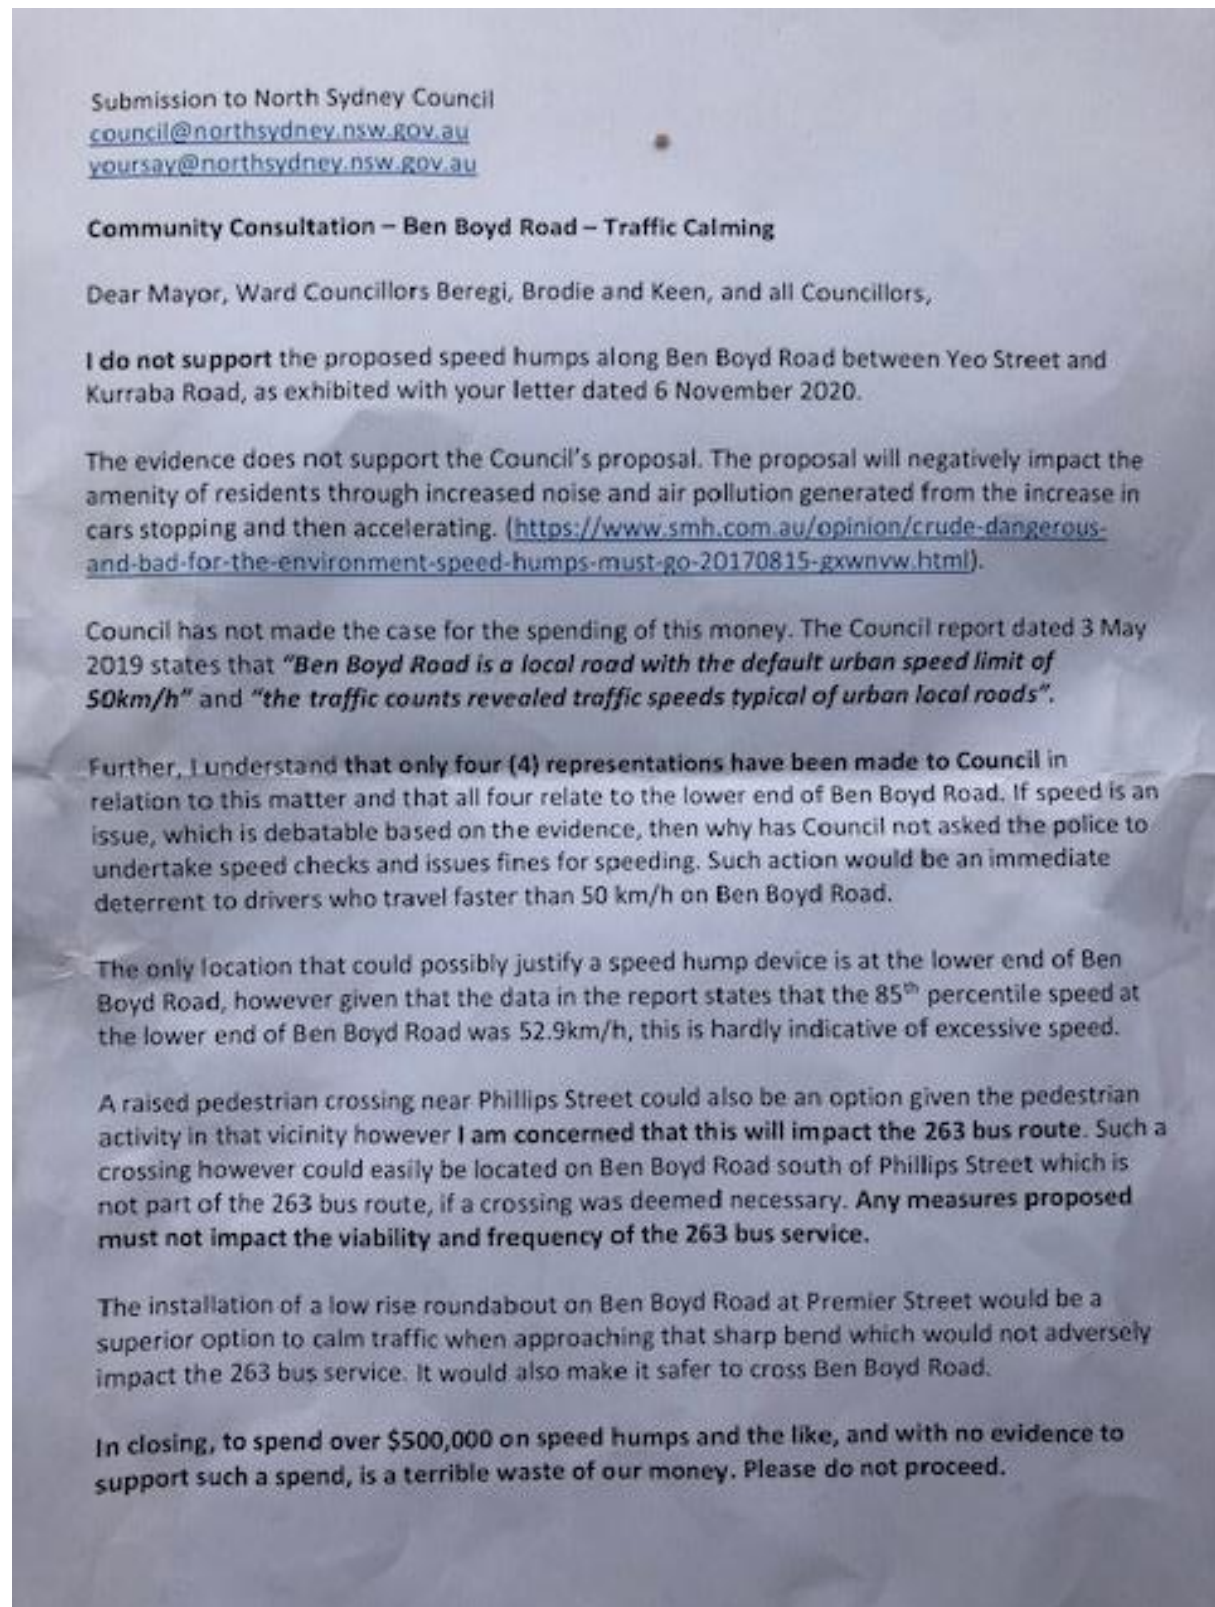 Submission to North Sydney Council
council@northsydney.nsw.gov.au
yoursay@northsydney.nsw.gov.au
Community Consultation – Ben Boyd Road – Traffic Calming
Dear Mayor, Ward Councillors Beregi, Brodie and Keen, and all Councillors,
I do not support the proposed speed humps along Ben Boyd Road between Yeo Street and
Kurraba Road, as exhibited with your letter dated 6 November 2020.
The evidence does not support the Council's proposal. The proposal will negatively impact the
amenity of residents through increased noise and air pollution generated from the increase in
cars stopping and then accelerating. (https://www.smh.com.au/opinion/crude-dangerous-
and-bad-for-the-environment-speed-humps-must-go-20170815-gxwnvw.html).
Council has not made the case for the spending of this money. The Council report dated 3 May
2019 states that "Ben Boyd Road is a local road with the default urban speed limit of
50km/h" and "the traffic counts revealed traffic speeds typical of urban local roads".
Further, I understand that only four (4) representations have been made to Council in
relation to this matter and that all four relate to the lower end of Ben Boyd Road. If speed is an
issue, which is debatable based on the evidence, then why has Council not asked the police to
undertake speed checks and issues fines for speeding. Such action would be an immediate
deterrent to drivers who travel faster than 50 km/h on Ben Boyd Road.
The only location that could possibly justify a speed hump device is at the lower end of Ben
Boyd Road, however given that the data in the report states that the 85th percentile speed at
the lower end of Ben Boyd Road was 52.9km/h, this is hardly indicative of excessive speed.
A raised pedestrian crossing near Phillips Street could also be an option given the pedestrian
activity in that vicinity however I am concerned that this will impact the 263 bus route. Such a
crossing however could easily be located on Ben Boyd Road south of Phillips Street which is
not part of the 263 bus route, if a crossing was deemed necessary. Any measures proposed
must not impact the viability and frequency of the 263 bus service.
The installation of a low rise roundabout on Ben Boyd Road at Premier Street would be a
superior option to calm traffic when approaching that sharp bend which would not adversely
impact the 263 bus service. It would also make it safer to cross Ben Boyd Road.
In closing, to spend over $500,000 on speed humps and the like, and with no evidence to
support such a spend, is a terrible waste of our money. Please do not proceed.